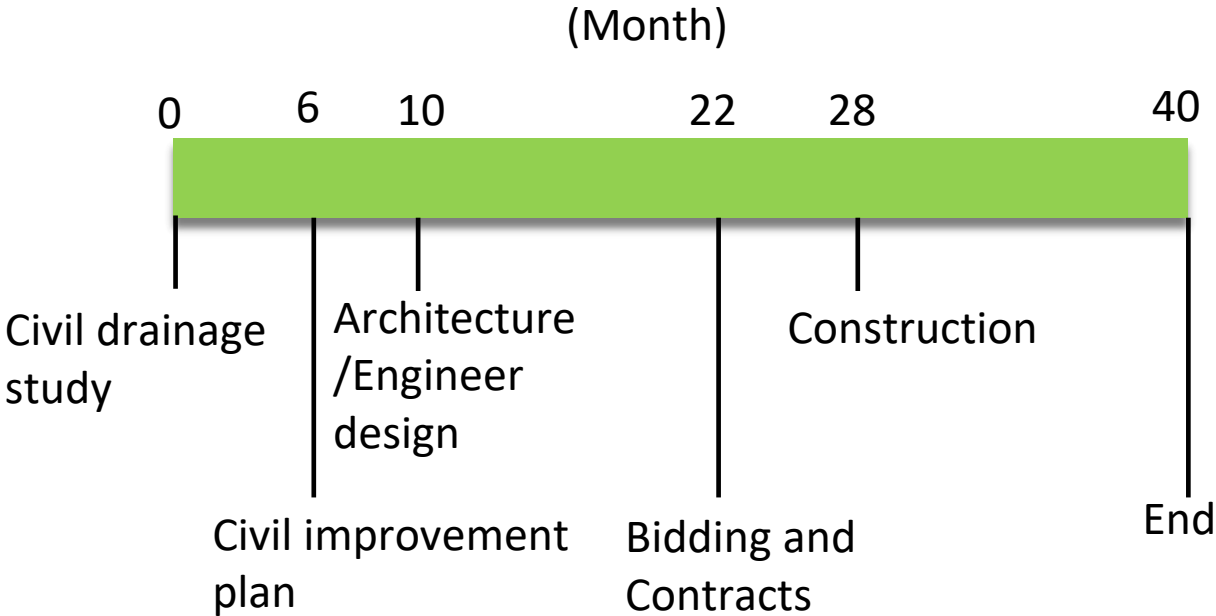 (Month)
0 6 10 22 28 40
Civil drainage
study
Architecture
/Engineer
design
Construction
Civil improvement
plan
Bidding and
Contracts
End